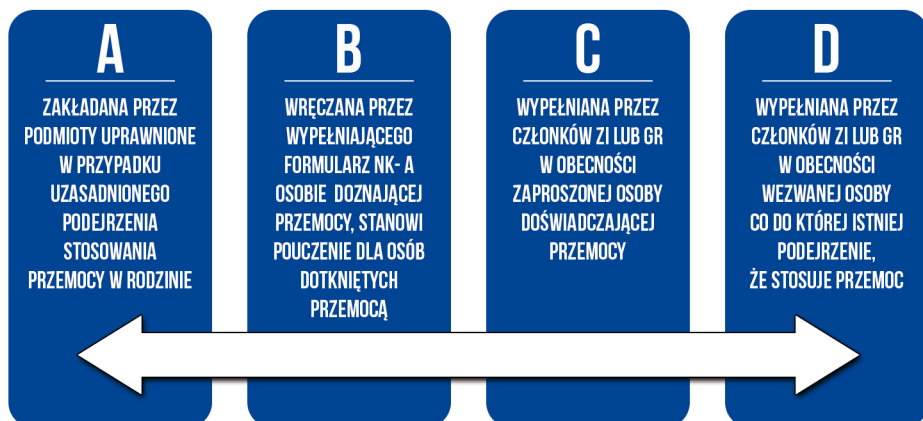 A
ZAKŁADANA PRZEZ
PODMIOTY UPRAWNIONE
W PRZYPADKU
UZASADNIONEGO
PODEJRZENIA
STOSOWANIA
PRZEMOCY W RODZINIE
B
WRĘCZANA PRZEZ
WYPEŁNIAJĄCEGO
FORMULARZ NK- A
OSOBIE DOZNAJĄCEJ
PRZEMOCY, STANOWI
POUCZENIE DLA OSÓB
DOTKNIĘTYCH
PRZEMOCĄ
C
WYPEŁNIANA PRZEZ
CZŁONKÓW ZI LUB GR
W OBECNOŚCI
ZAPROSZONEJ OSOBY
DOŚWIADCZAJĄCEJ
PRZEMOCY
D
WYPEŁNIANA PRZEZ
CZŁONKÓW ZI LUB GR
W OBECNOŚCI
WEZWANEJ OSOBY
CO DO KTÓREJ ISTNIEJ
PODEJRZENIE,
ŻE STOSUJE PRZEMOC